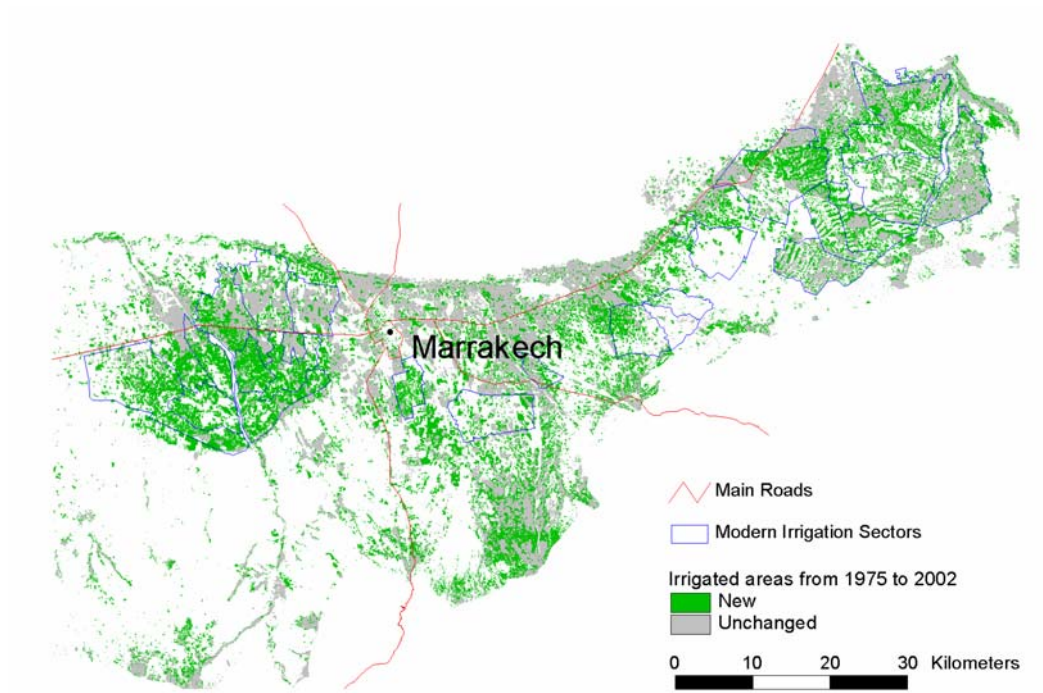 Marrakech
Main Roads
Modern Irrigation Sectors
Irrigated areas from 1975 to 2002
New
Unchanged
0 10 20 30 Kilometers